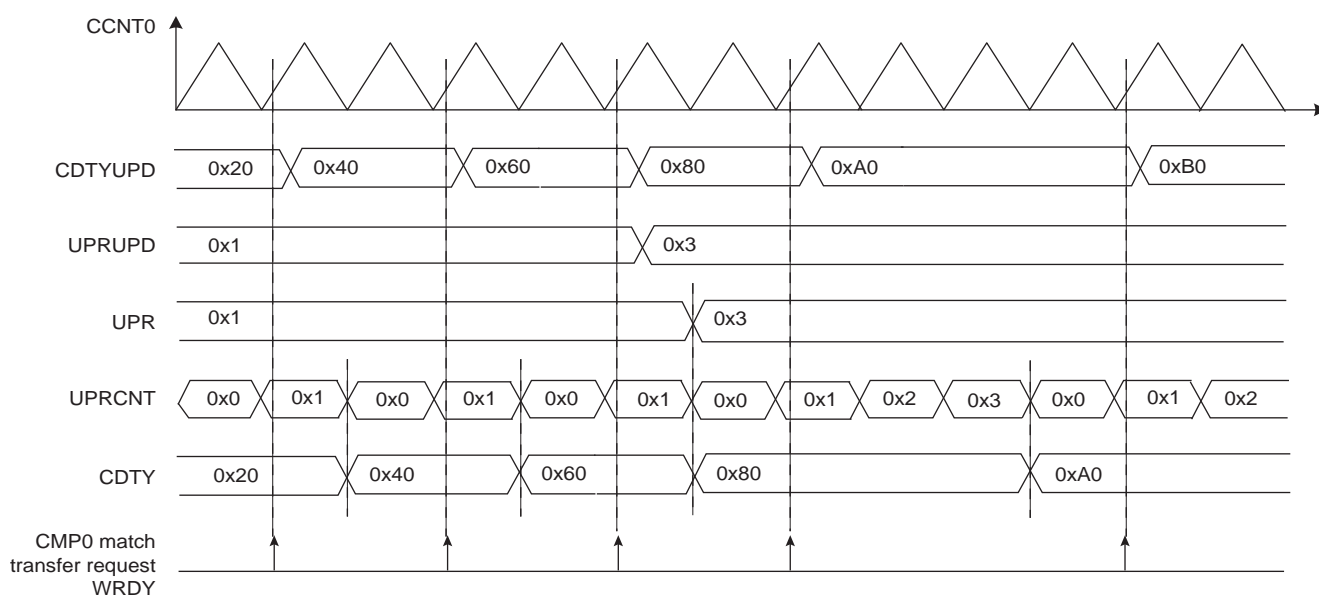 CCNT0
CDTYUPD 0x20 0x40 0x60 0x80 0xA0 0xB0
UPRUPD 0x1 0x3
UPR 0x1 0x3
UPRCNT 0x0 0x1 0x0 0x1 0x0 0x1 0x0 0x1 0x2 0x3 0x0 0x1 0x2
CDTY 0x20 0x40 0x60 0x80 0xA0
CMP0 match
transfer request
WRDY